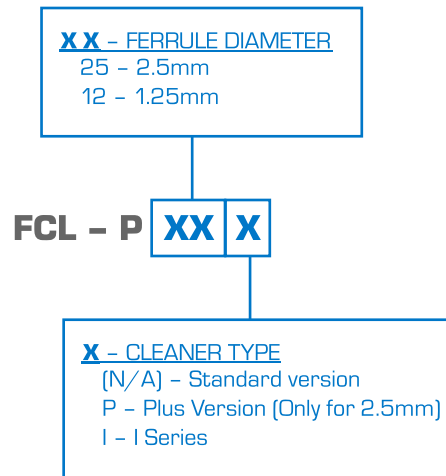 XX – FERRULE DIAMETER
25 – 2.5mm
12 – 1.25mm
FCL – P XX X
X – CLEANER TYPE
(N/A) – Standard version
P – Plus Version (Only for 2.5mm)
I – I Series